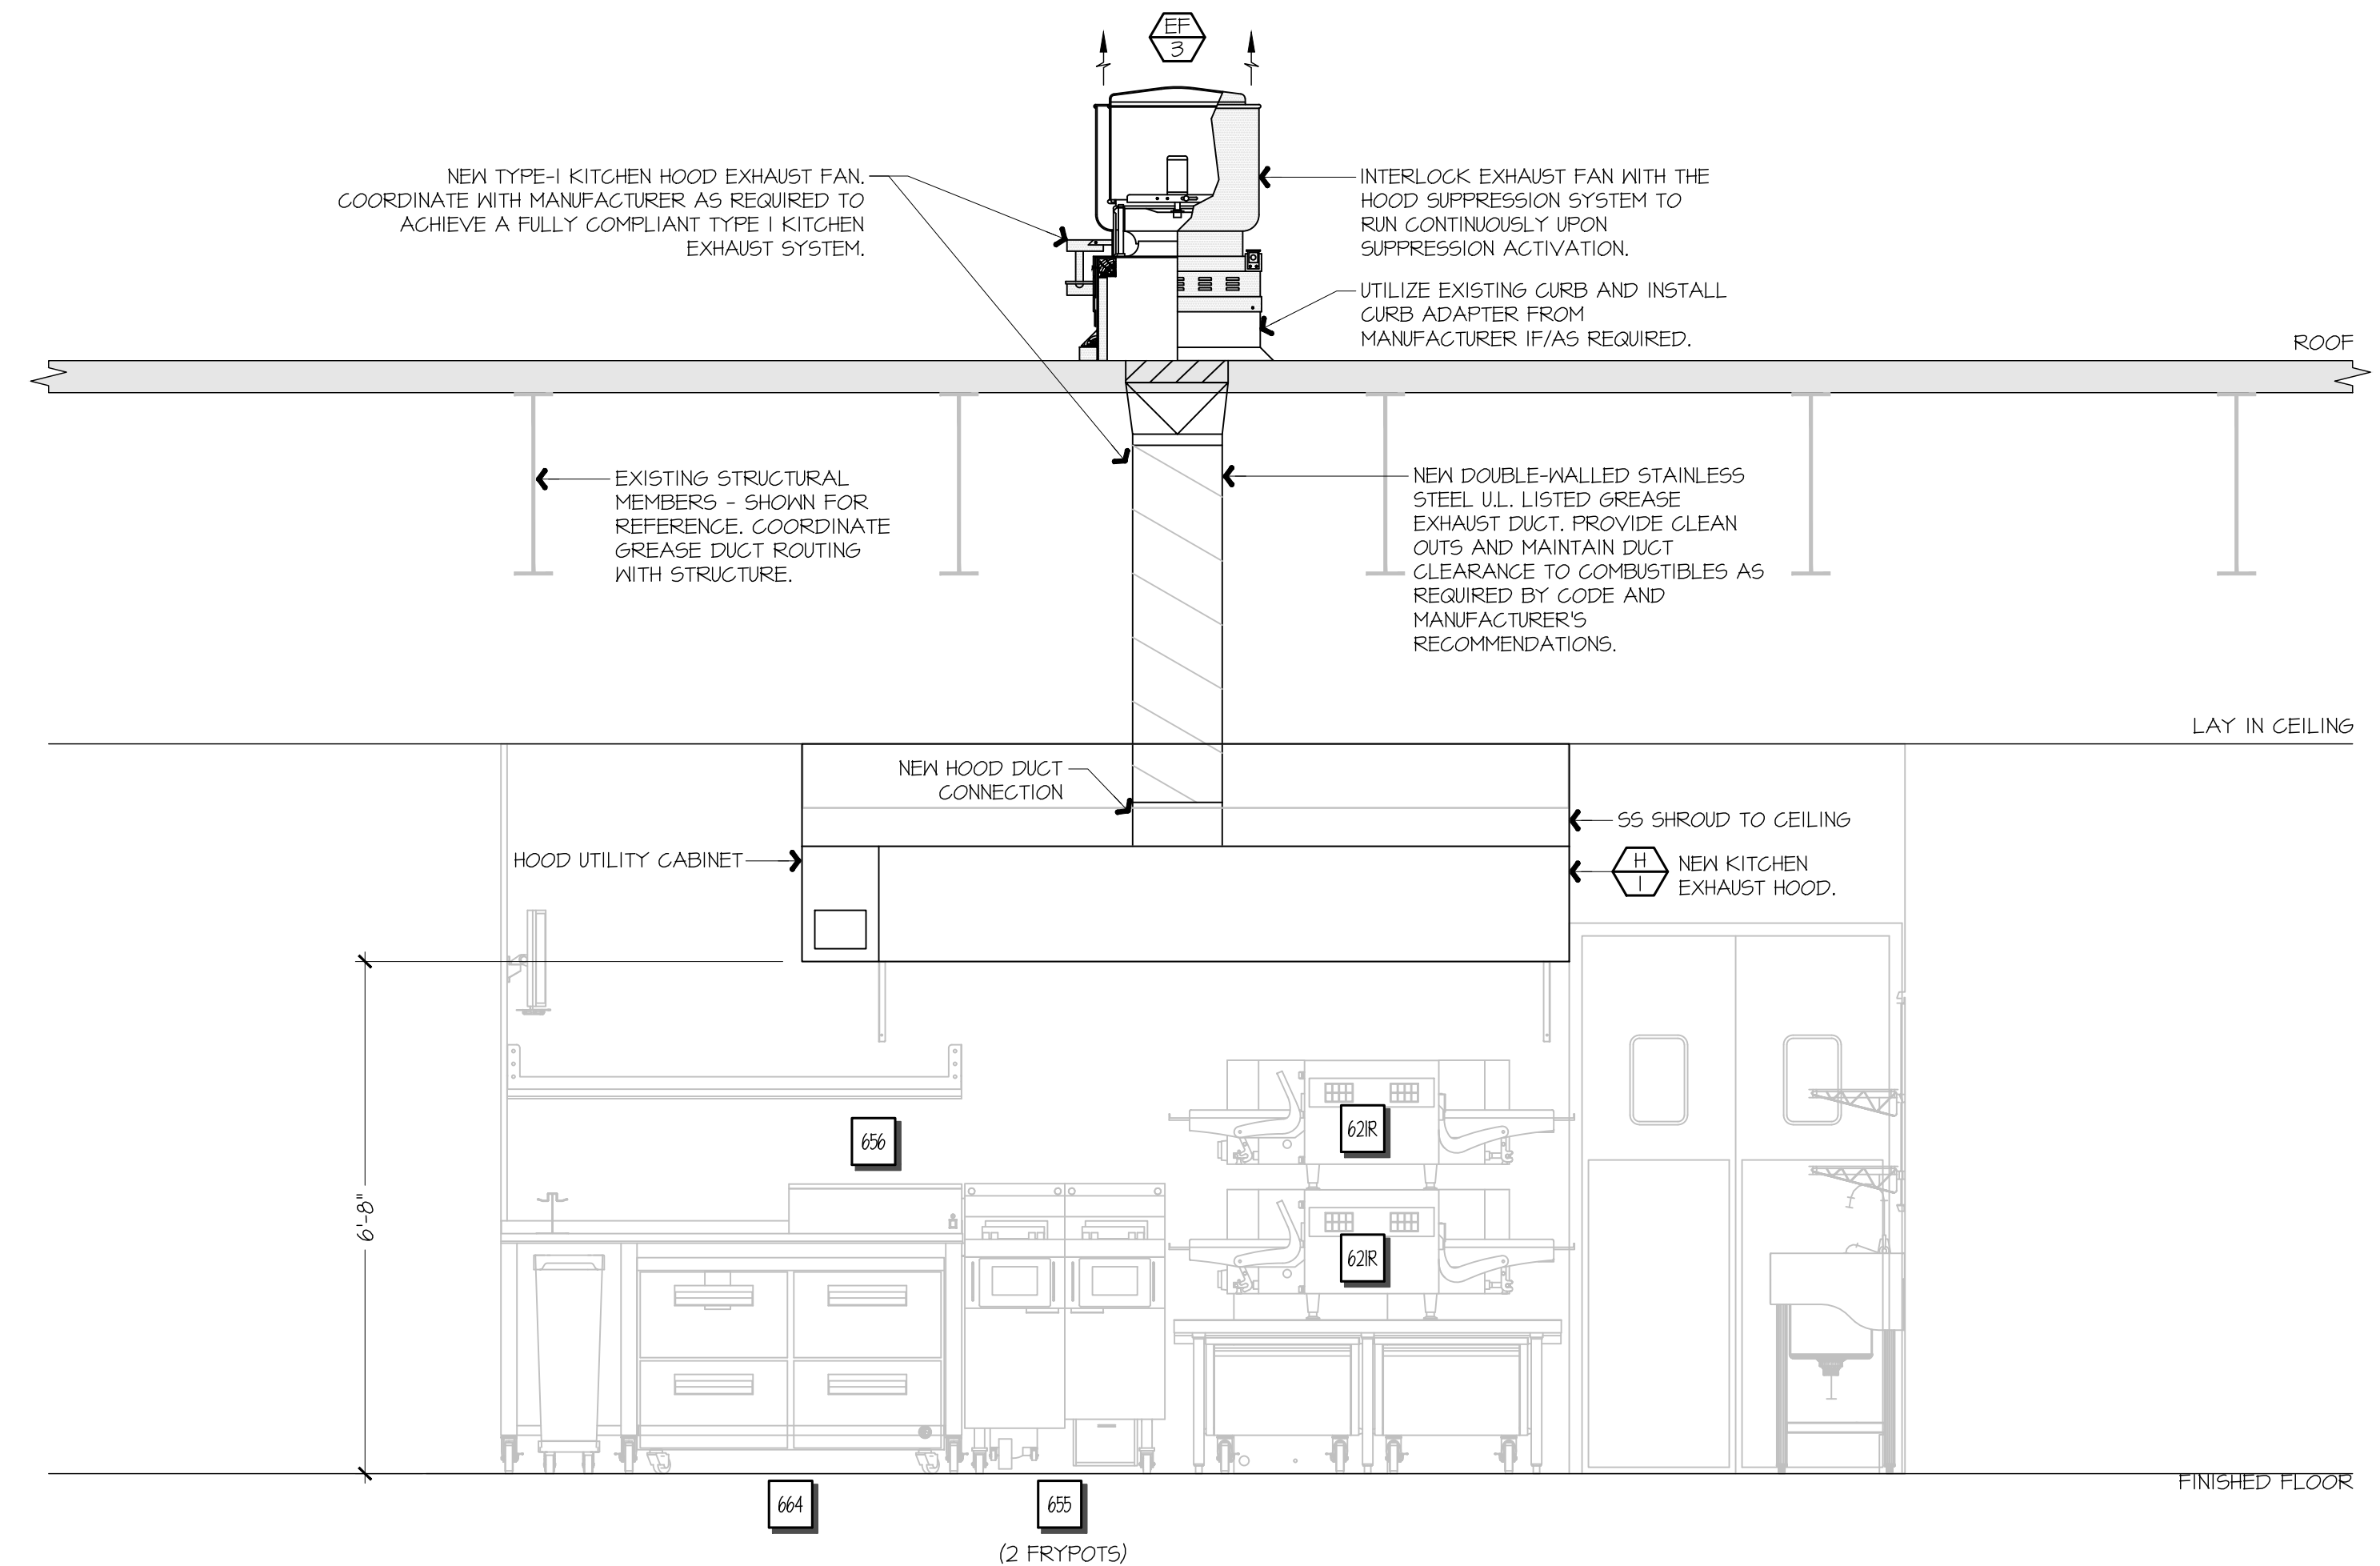 EF
3
NEW TYPE-I KITCHEN HOOD EXHAUST FAN.
COORDINATE WITH MANUFACTURER AS REQUIRED TO
ACHIEVE A FULLY COMPLIANT TYPE I KITCHEN
EXHAUST SYSTEM.
INTERLOCK EXHAUST FAN WITH THE
HOOD SUPPRESSION SYSTEM TO
RUN CONTINUOUSLY UPON
SUPPRESSION ACTIVATION.
UTILIZE EXISTING CURB AND INSTALL
CURB ADAPTER FROM
MANUFACTURER IF/AS REQUIRED.
ROOF
EXISTING STRUCTURAL
MEMBERS - SHOWN FOR
REFERENCE. COORDINATE
GREASE DUCT ROUTING
WITH STRUCTURE.
NEW DOUBLE-WALLED STAINLESS
STEEL U.L. LISTED GREASE
EXHAUST DUCT. PROVIDE CLEAN
OUTS AND MAINTAIN DUCT
CLEARANCE TO COMBUSTIBLES AS
REQUIRED BY CODE AND
MANUFACTURER'S
RECOMMENDATIONS.
LAY IN CEILING
NEW HOOD DUCT
CONNECTION
SS SHROUD TO CEILING
HOOD UTILITY CABINET
H
1
NEW KITCHEN
EXHAUST HOOD.
656
621R
621R
6'-8"
FINISHED FLOOR
664
655
(2 FRYPOTS)